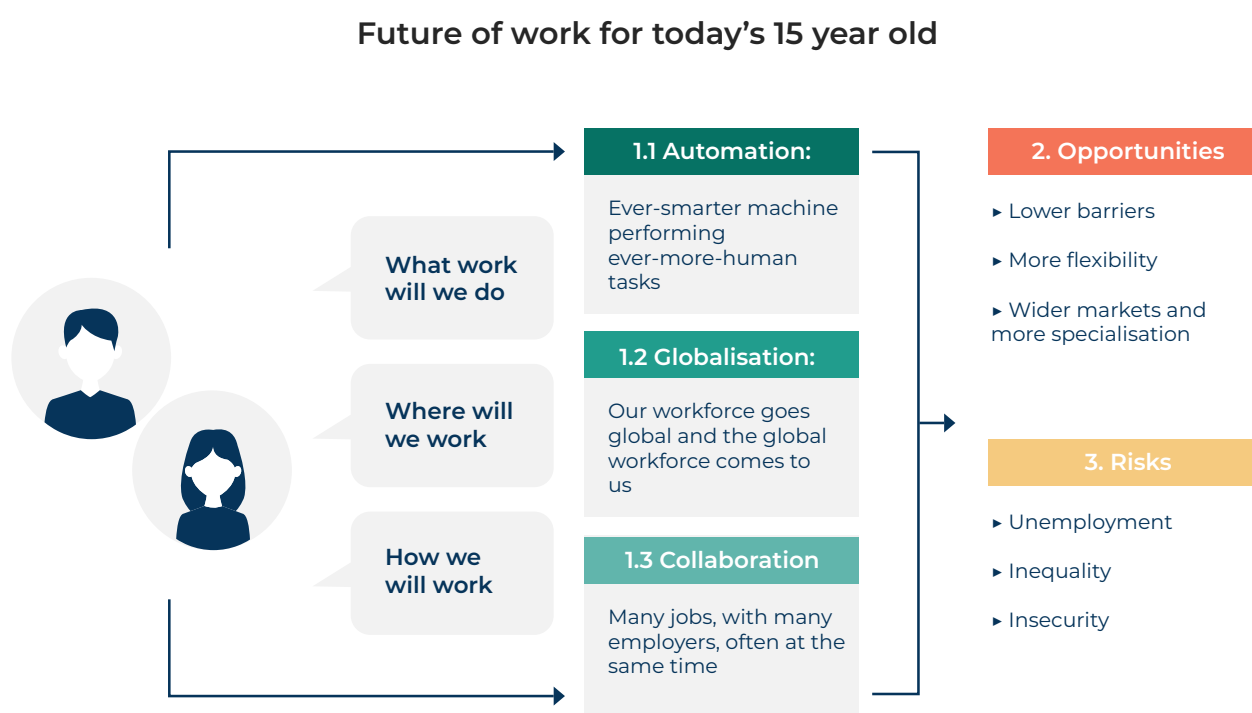 Future of work for today’s 15 year old
What work
will we do
Where will
we work
How we
will work
1.1 Automation:
Ever-smarter machine
performing
ever-more-human
tasks
1.2 Globalisation:
Our workforce goes
global and the global
workforce comes to
us
1.3 Collaboration
Many jobs, with many
employers, often at the
same time
2. Opportunities
▸ Lower barriers
▸ More flexibility
▸ Wider markets and
more specialisation
3. Risks
▸ Unemployment
▸ Inequality
▸ Insecurity